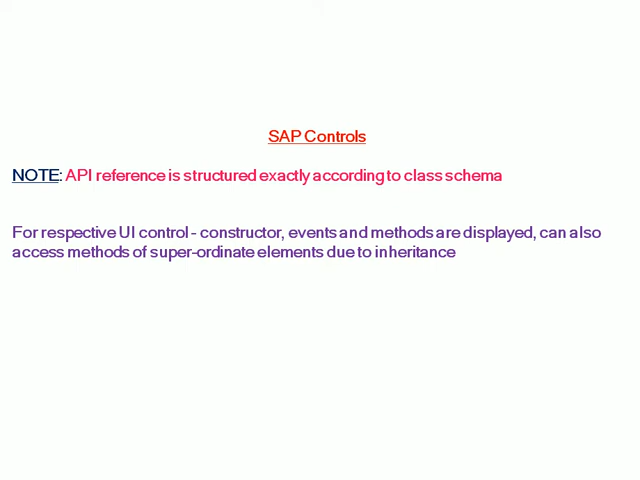 SAP Controls
NOTE: API reference is structured exactly according to class schema
For respective UI control - constructor, events and methods are displayed, can also
access methods of super-ordinate elements due to inheritance